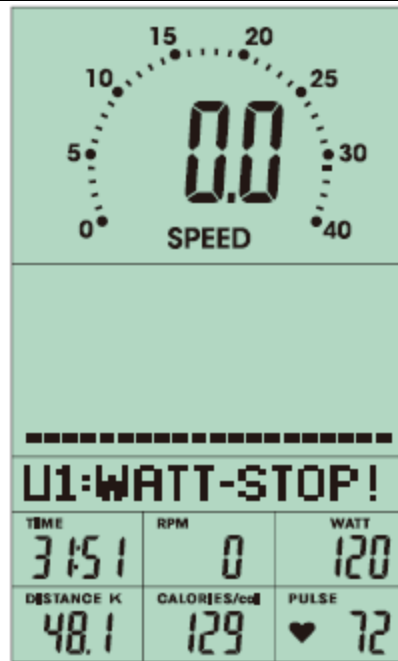 15 20
10 25
5 0.0 30
0 SPEED 40
U1:WATT-STOP!
TIME RPM WATT
31:51 0 120
DISTANCE K CALORIES/cal PULSE
48.1 129 72